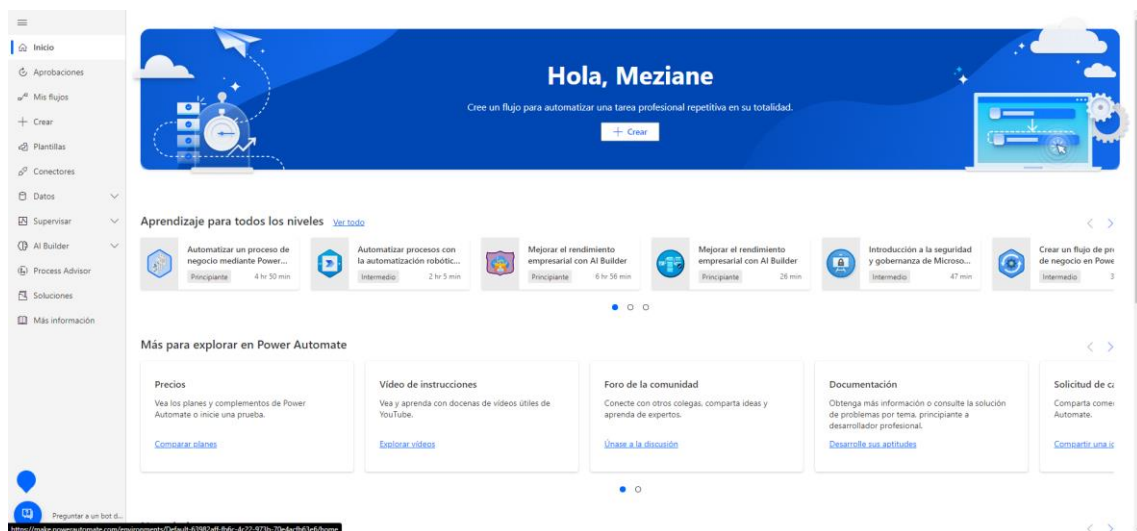 Inicio
Aprobaciones
Mis flujos
Crear
Plantillas
Conectores
Datos
Supervisar
AI Builder
Process Advisor
Soluciones
Más información
Preguntar a un bot d...
Hola, Meziane
Cree un flujo para automatizar una tarea profesional repetitiva en su totalidad.
+ Crear
Aprendizaje para todos los niveles Ver todo
Automatizar un proceso de
negocio mediante Power...
Principiante 4 hr 50 min
Automatizar procesos con
la automatización robótic...
Intermedio 2 hr 5 min
Mejorar el rendimiento
empresarial con AI Builder
Principiante 6 hr 56 min
Mejorar el rendimiento
empresarial con AI Builder
Principiante 26 min
Introducción a la seguridad
y gobernanza de Microso...
Intermedio 47 min
Crear un flujo de pro
de negocio en Powe
Intermedio 3
Más para explorar en Power Automate
Precios
Vea los planes y complementos de Power
Automate o inicie una prueba.
Comparar planes
Vídeo de instrucciones
Vea y aprenda con docenas de vídeos útiles de
YouTube.
Explorar vídeos
Foro de la comunidad
Conecte con otros colegas, comparta ideas y
aprenda de expertos.
Únase a la discusión
Documentación
Obtenga más información o consulte la solución
de problemas por tema, principiante a
desarrollador profesional.
Desarrolle sus aptitudes
Solicitud de ca
Comparta come
Automate.
Compartir una ic